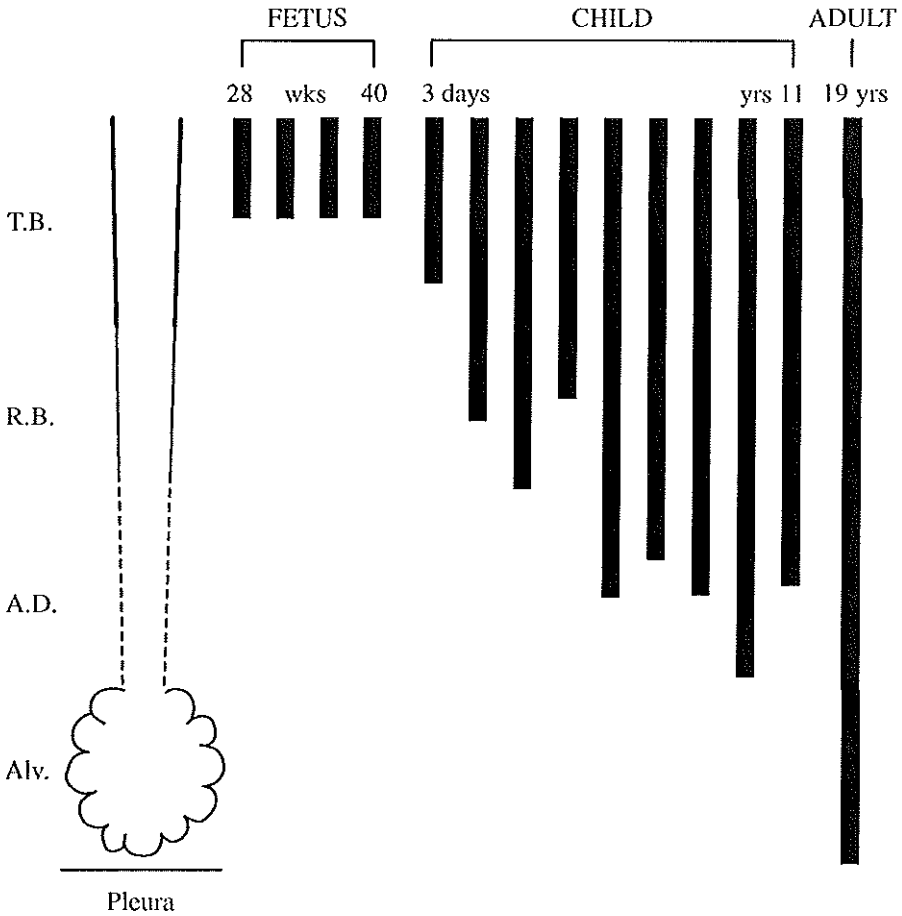 FETUS CHILD ADULT
28 wks 40 3 days yrs 11 19 yrs
T.B.
R.B.
A.D.
Alv.
Pleura